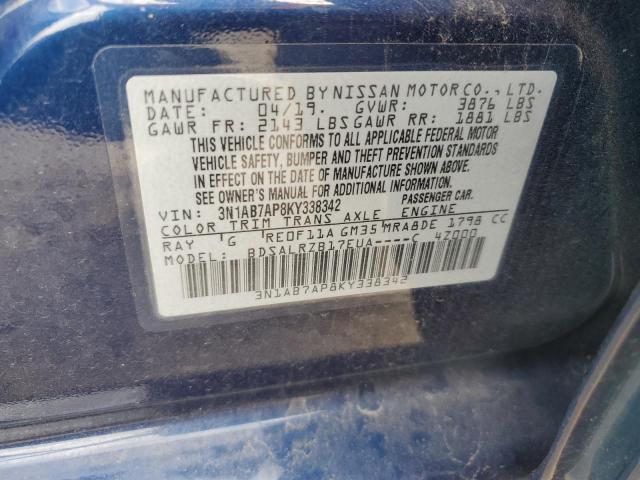 MANUFACTURED BY NISSAN MOTOR CO., LTD.
DATE: 04/19. GVWR: 3876 LBS
GAWR FR: 2143 LBS GAWR RR: 1881 LBS
THIS VEHICLE CONFORMS TO ALL APPLICABLE FEDERAL MOTOR
VEHICLE SAFETY, BUMPER AND THEFT PREVENTION STANDARDS
IN EFFECT ON THE DATE OF MANUFACTURE SHOWN ABOVE.
SEE OWNER'S MANUAL FOR ADDITIONAL INFORMATION.
VIN: 3N1AB7AP8KY338342 PASSENGER CAR.
COLOR TRIM TRANS AXLE ENGINE
RAY G RE0F11A GM35 MRA8DE 1798 CC
MODEL: BDSALRZB17EUA----C 4Z000
3N1AB7AP8KY338342